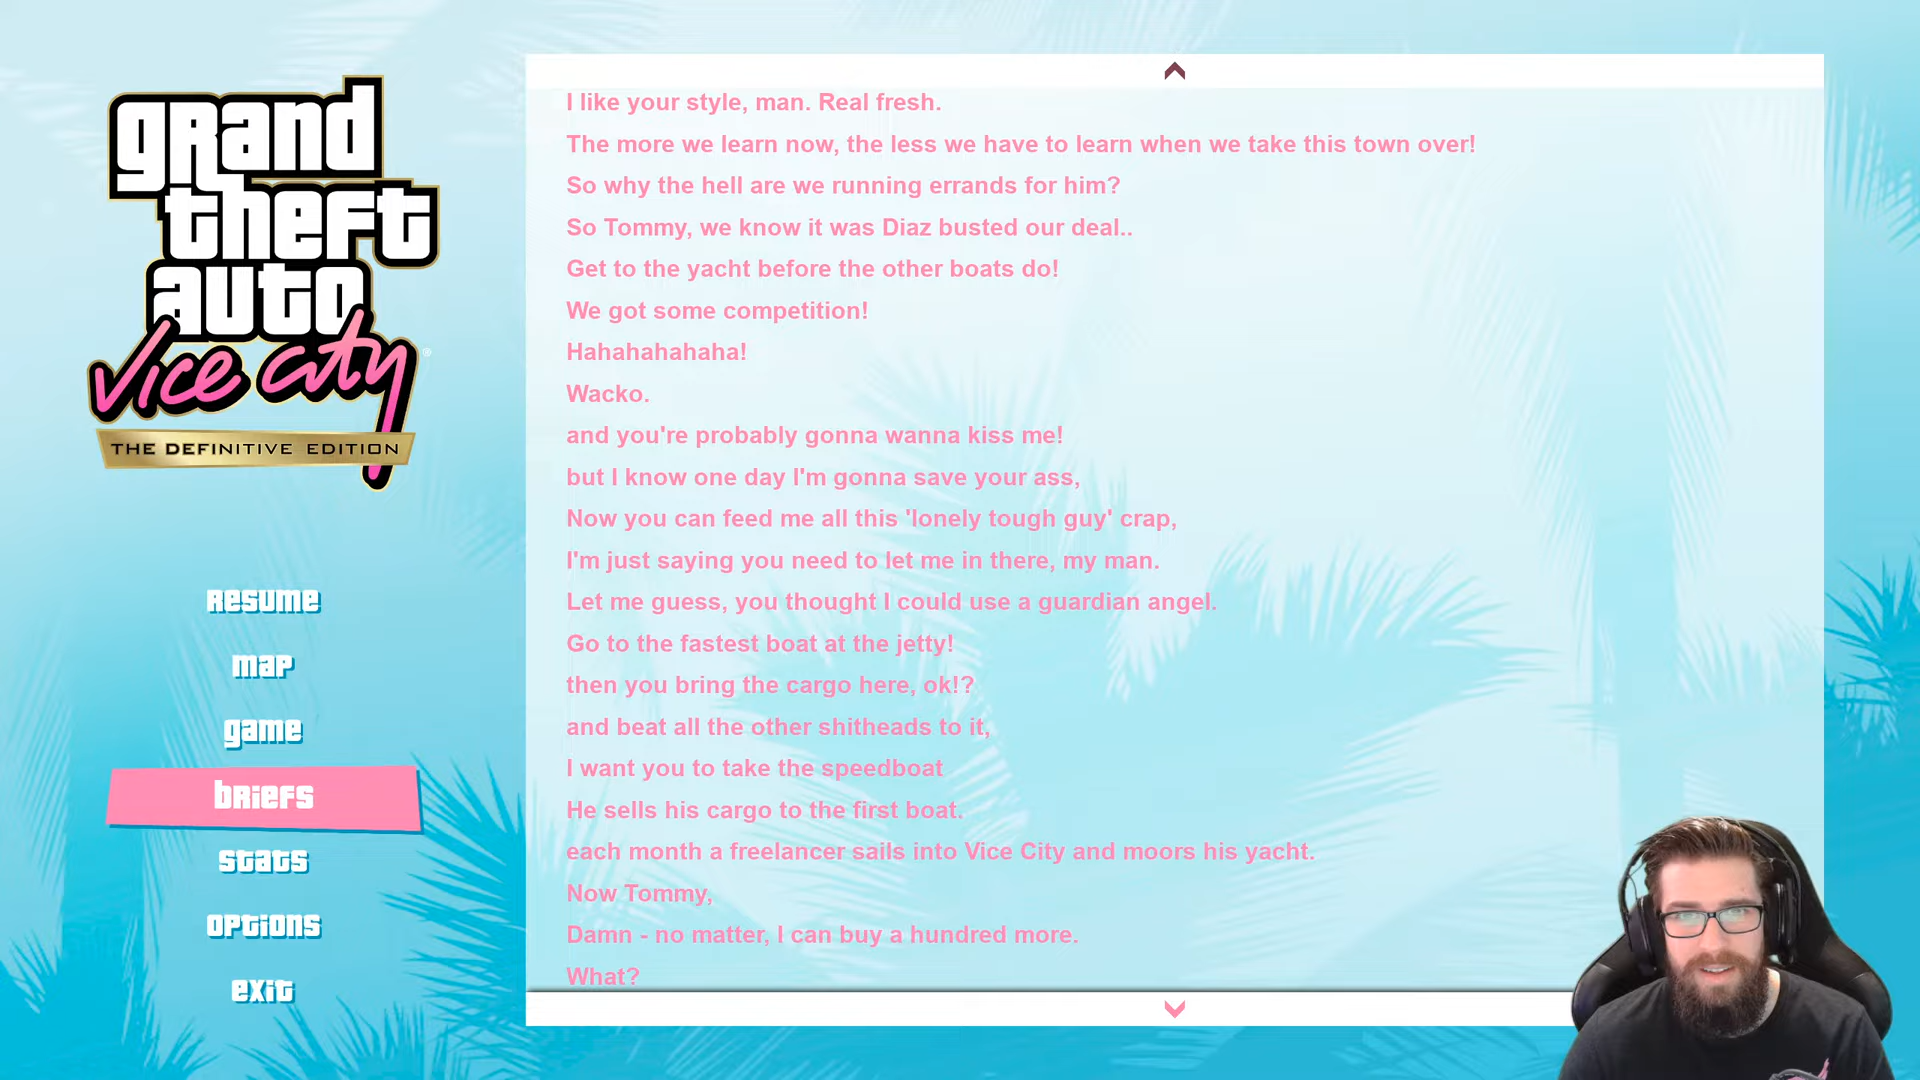 grand
theft
auto
vice city
®
THE DEFINITIVE EDITION
resume
map
game
briefs
stats
options
exit
I like your style, man. Real fresh.
The more we learn now, the less we have to learn when we take this town over!
So why the hell are we running errands for him?
So Tommy, we know it was Diaz busted our deal..
Get to the yacht before the other boats do!
We got some competition!
Hahahahahaha!
Wacko.
and you're probably gonna wanna kiss me!
but I know one day I'm gonna save your ass,
Now you can feed me all this 'lonely tough guy' crap,
I'm just saying you need to let me in there, my man.
Let me guess, you thought I could use a guardian angel.
Go to the fastest boat at the jetty!
then you bring the cargo here, ok!?
and beat all the other shitheads to it,
I want you to take the speedboat
He sells his cargo to the first boat.
each month a freelancer sails into Vice City and moors his yacht.
Now Tommy,
Damn - no matter, I can buy a hundred more.
What?